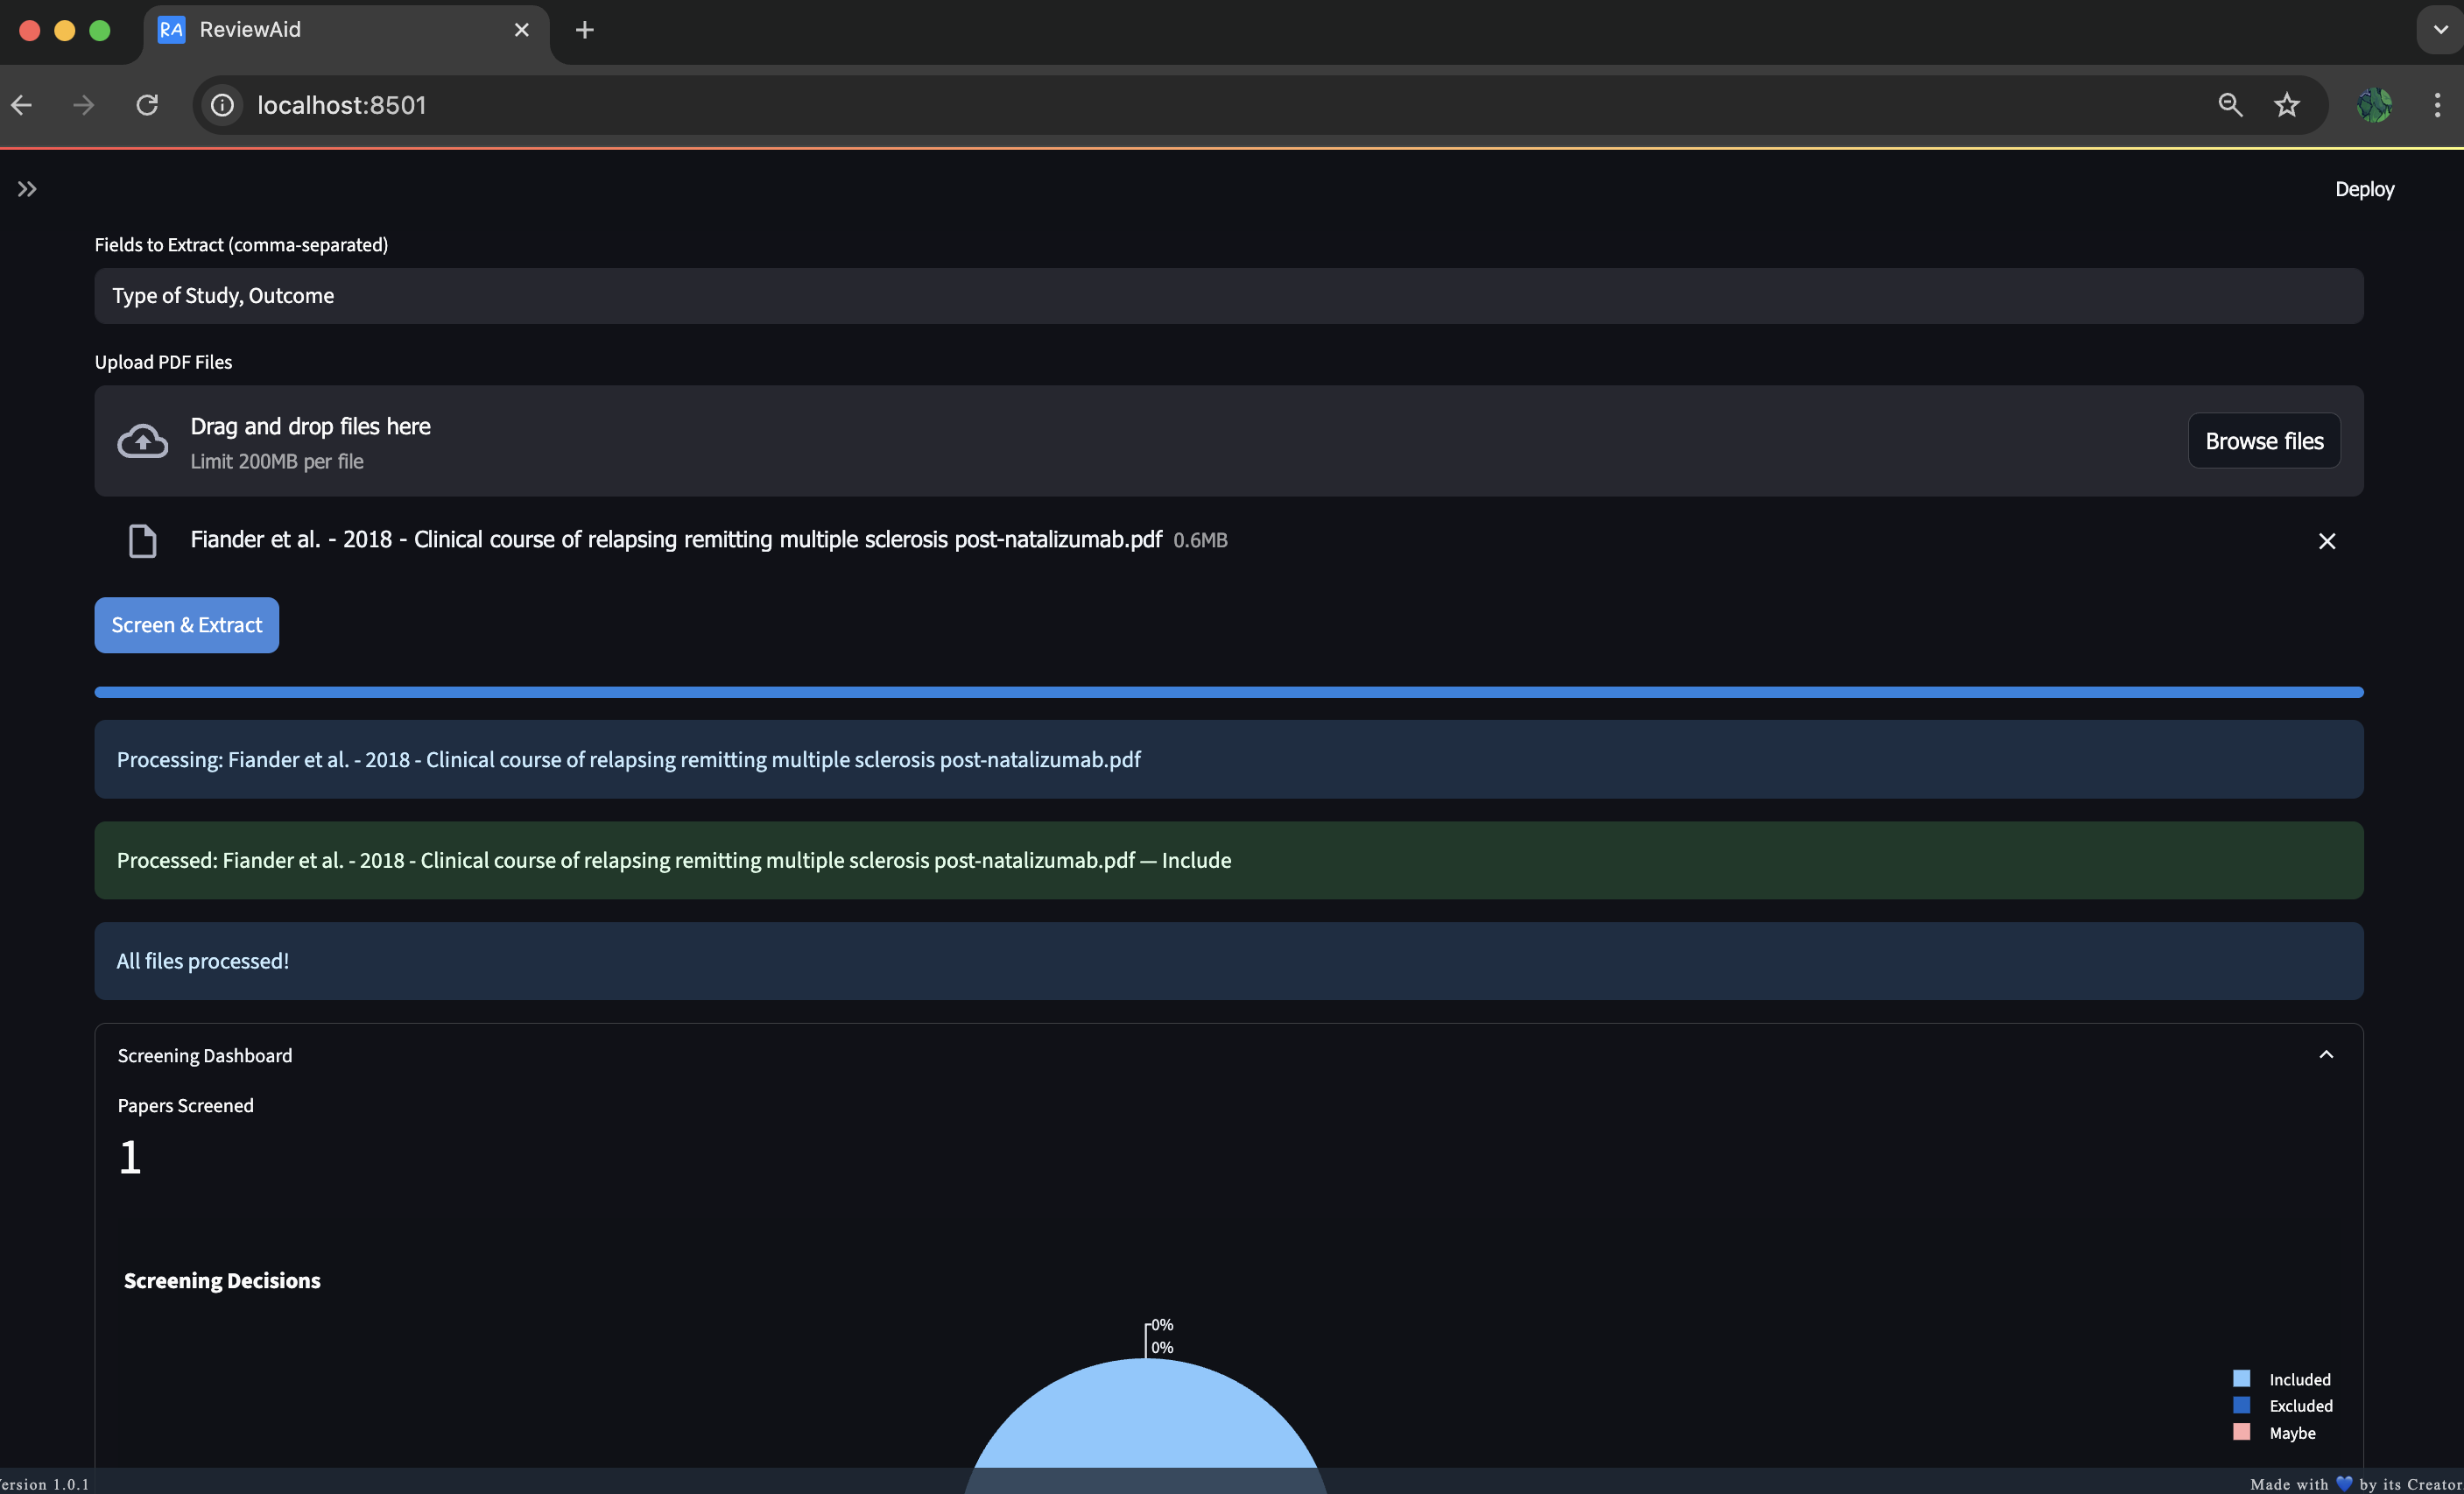 RA ReviewAid
localhost:8501
Deploy
Fields to Extract (comma-separated)
Type of Study, Outcome
Upload PDF Files
Drag and drop files here
Limit 200MB per file
Browse files
Fiander et al. - 2018 - Clinical course of relapsing remitting multiple sclerosis post-natalizumab.pdf 0.6MB
Screen & Extract
Processing: Fiander et al. - 2018 - Clinical course of relapsing remitting multiple sclerosis post-natalizumab.pdf
Processed: Fiander et al. - 2018 - Clinical course of relapsing remitting multiple sclerosis post-natalizumab.pdf — Include
All files processed!
Screening Dashboard
Papers Screened
1
Screening Decisions
0%
0%
Included
Excluded
Maybe
ersion 1.0.1
Made with 💙 by its Creator